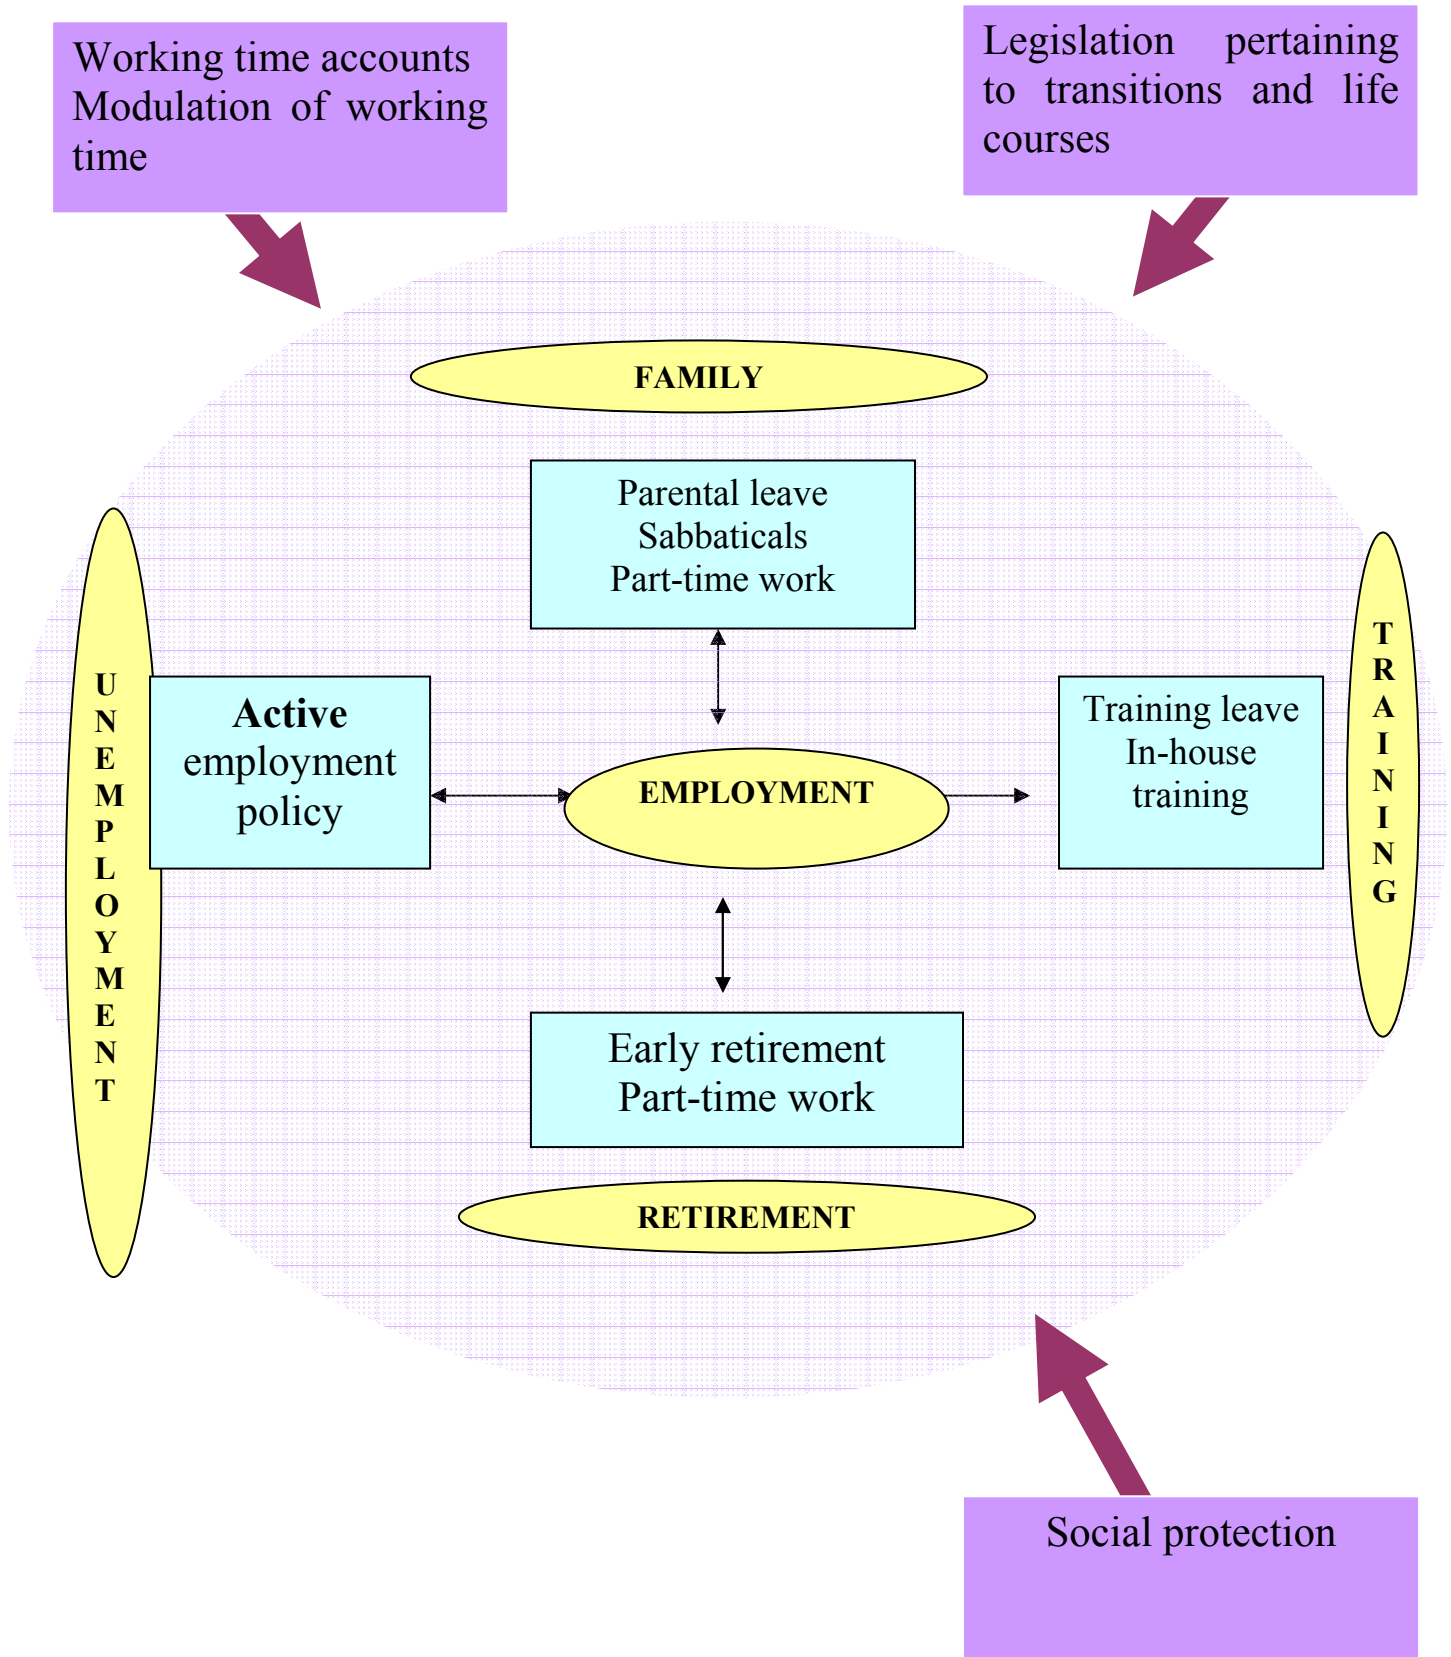 Working time accounts
Modulation of working
time
Legislation pertaining
to transitions and life
courses
FAMILY
Parental leave
Sabbaticals
Part-time work
UNEMPLOYMENT
Active
employment
policy
EMPLOYMENT
Training leave
In-house
training
TRAINING
Early retirement
Part-time work
RETIREMENT
Social protection